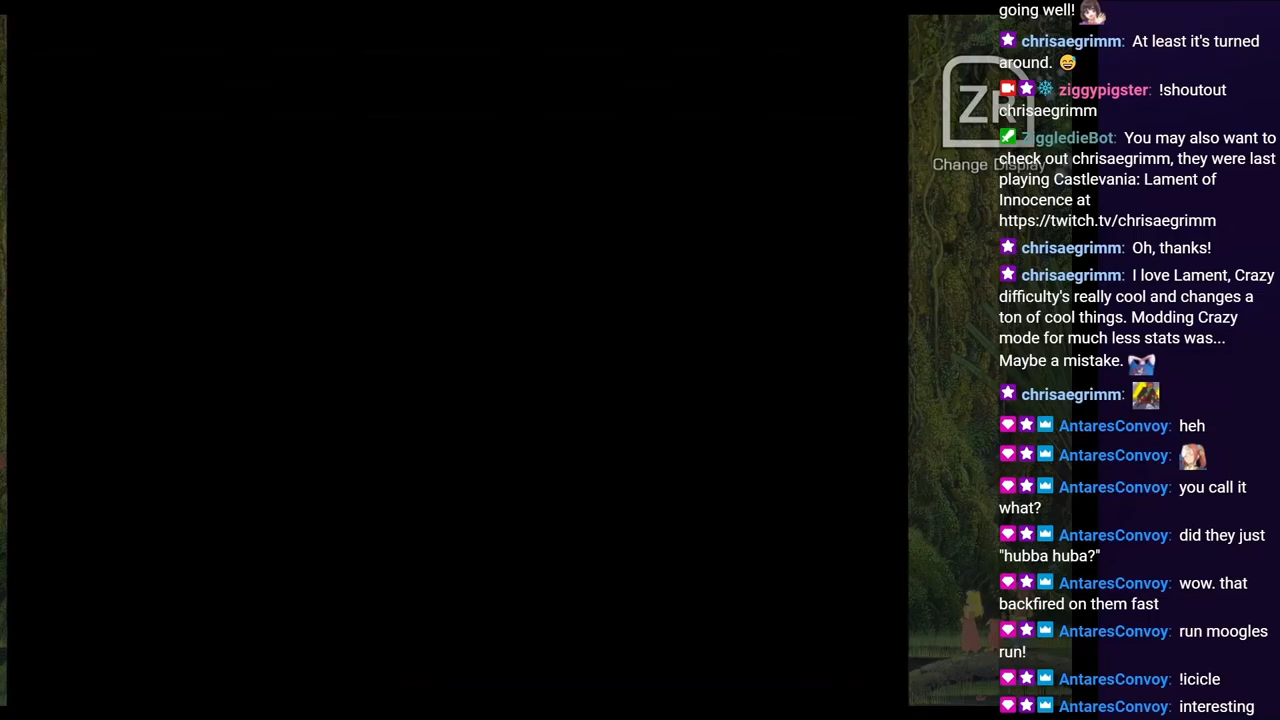 going well!
chrisaegrimm: At least it's turned
around.
ziggypigster: !shoutout
chrisaegrimm
ZiggledieBot: You may also want to
check out chrisaegrimm, they were last
playing Castlevania: Lament of
Innocence at
https://twitch.tv/chrisaegrimm
chrisaegrimm: Oh, thanks!
chrisaegrimm: I love Lament, Crazy
difficulty's really cool and changes a
ton of cool things. Modding Crazy
mode for much less stats was...
Maybe a mistake.
chrisaegrimm:
AntaresConvoy: heh
AntaresConvoy:
AntaresConvoy: you call it
what?
AntaresConvoy: did they just
"hubba huba?"
AntaresConvoy: wow. that
backfired on them fast
AntaresConvoy: run moogles
run!
AntaresConvoy: !icicle
AntaresConvoy: interesting
ZR
Change Display